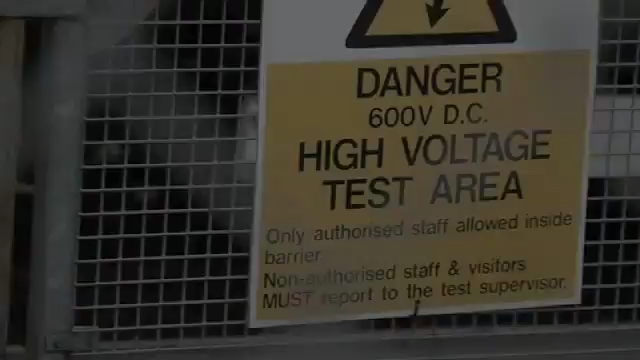 DANGER
600V D.C.
HIGH VOLTAGE
TEST AREA
Only authorised staff allowed inside
barrier.
Non-authorised staff & visitors
MUST report to the test supervisor.